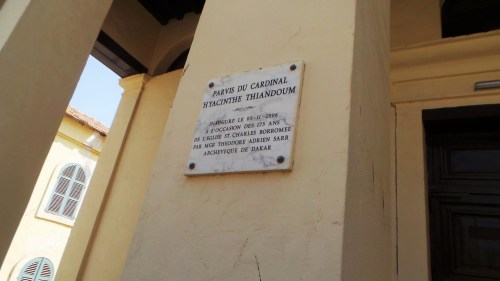 PARVIS DU CARDINAL
HYACINTHE THIANDOUM
INAUGURE LE
A L'OCCASION DES 175 ANS
DE L'EGLISE ST CHARLES BORROMEE
PAR MGR THEODORE ADRIEN SARR
ARCHEVEQUE DE DAKAR